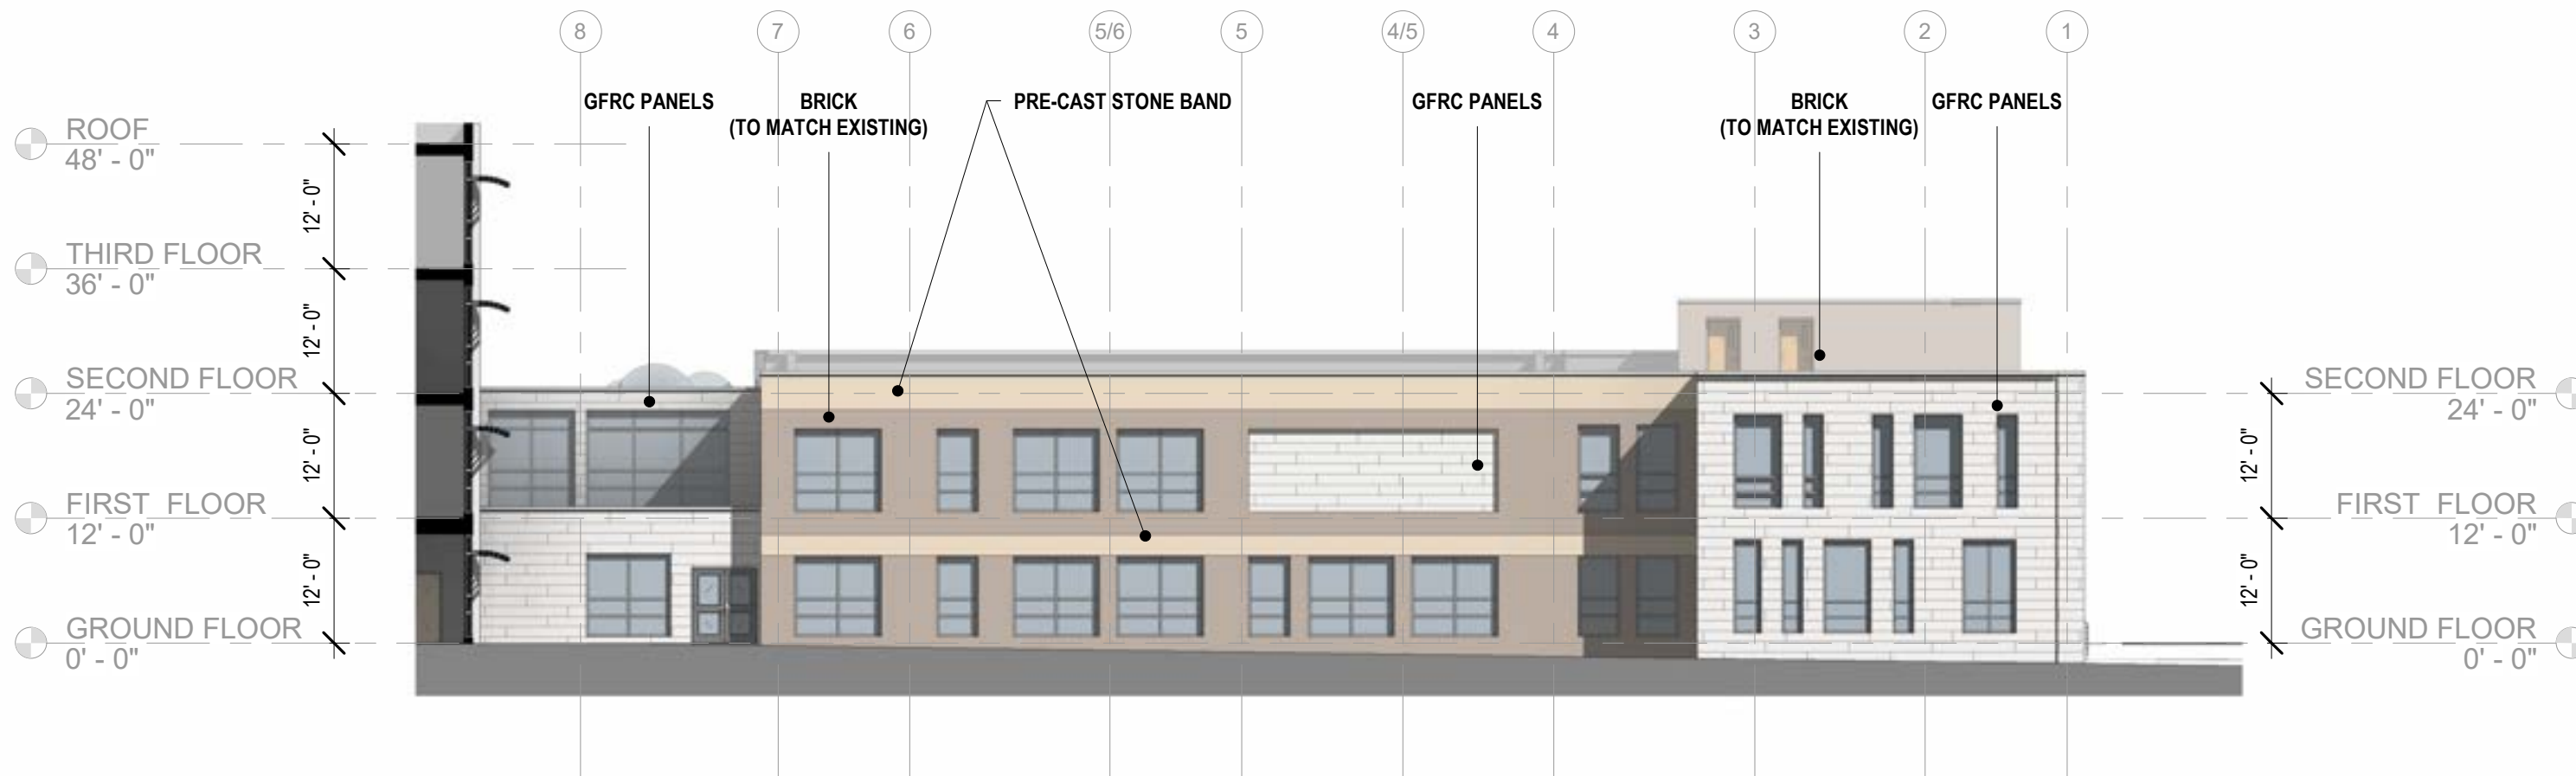 8 7 6 5/6 5 4/5 4 3 2 1
GFRC PANELS
BRICK
(TO MATCH EXISTING)
PRE-CAST STONE BAND
GFRC PANELS
BRICK
(TO MATCH EXISTING)
GFRC PANELS
ROOF
48' - 0"
12' - 0"
THIRD FLOOR
36' - 0"
12' - 0"
SECOND FLOOR
24' - 0"
12' - 0"
FIRST FLOOR
12' - 0"
12' - 0"
GROUND FLOOR
0' - 0"
SECOND FLOOR
24' - 0"
12' - 0"
FIRST FLOOR
12' - 0"
12' - 0"
GROUND FLOOR
0' - 0"